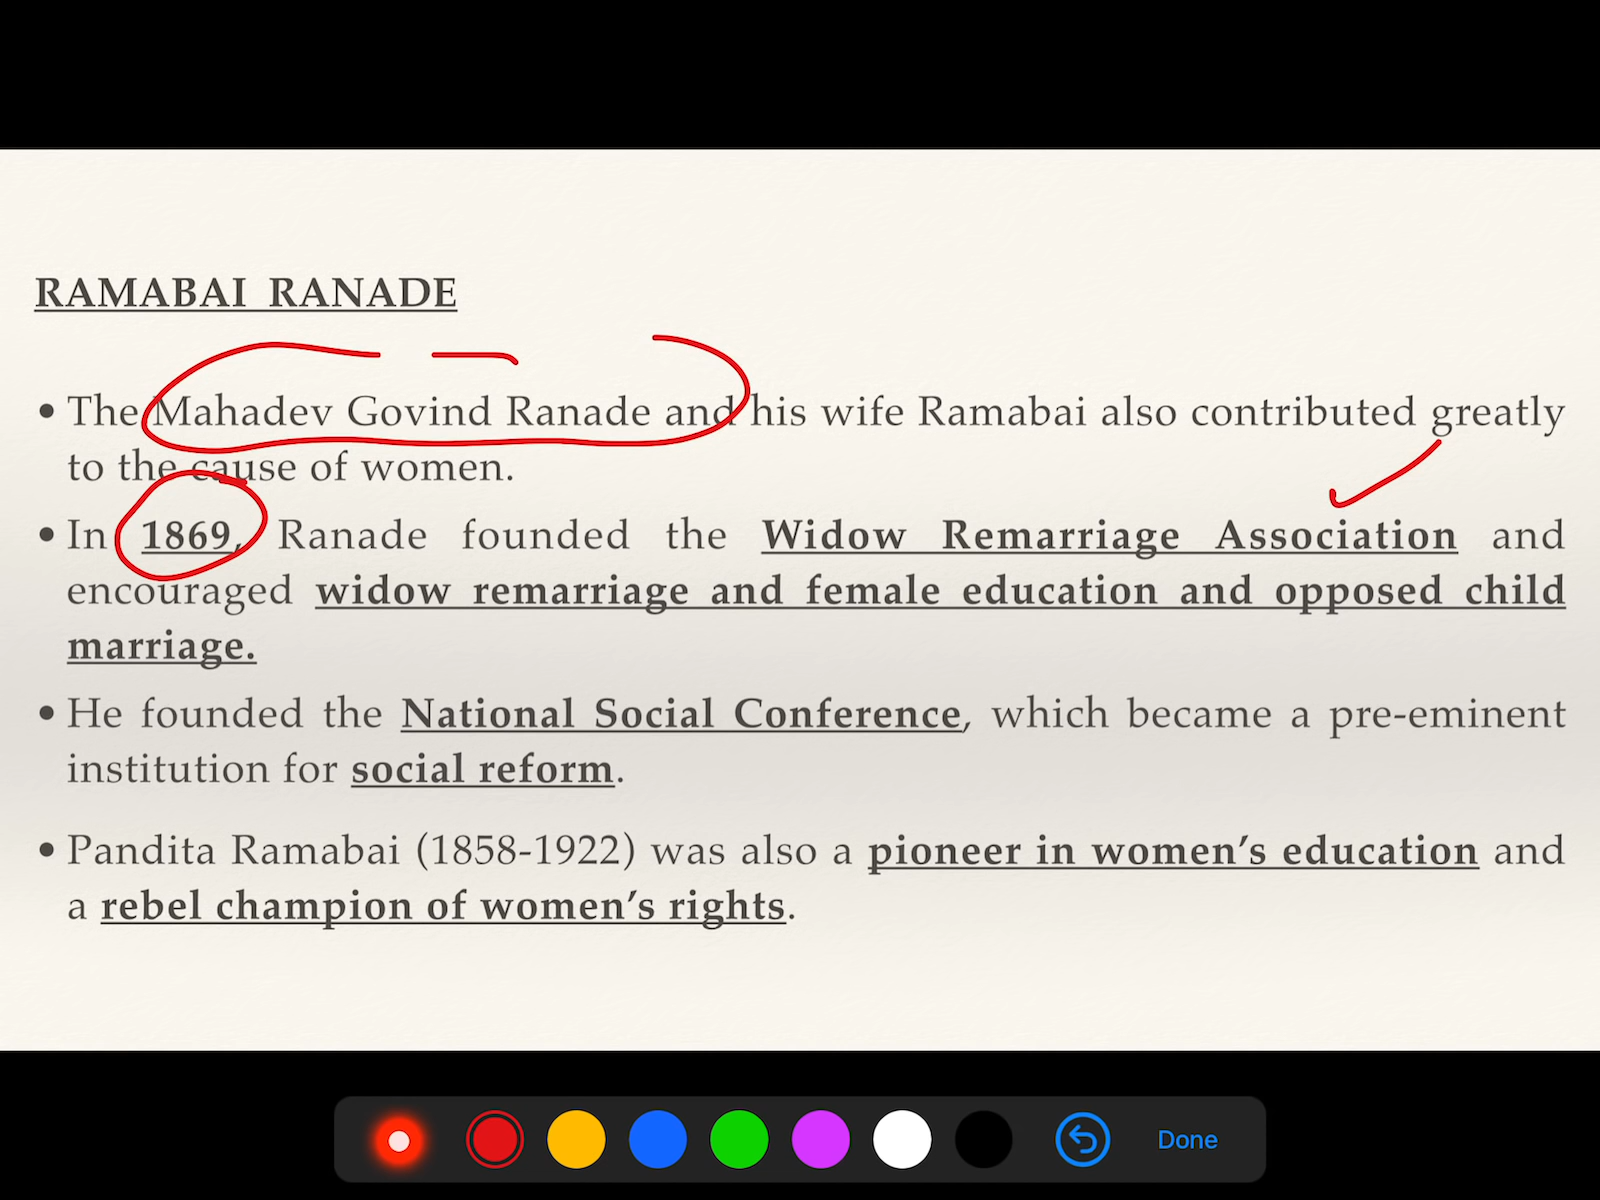 RAMABAI RANADE
• The Mahadev Govind Ranade and his wife Ramabai also contributed greatly
to the cause of women.
• In 1869, Ranade founded the Widow Remarriage Association and
encouraged widow remarriage and female education and opposed child
marriage.
• He founded the National Social Conference, which became a pre-eminent
institution for social reform.
• Pandita Ramabai (1858-1922) was also a pioneer in women’s education and
a rebel champion of women’s rights.
Done